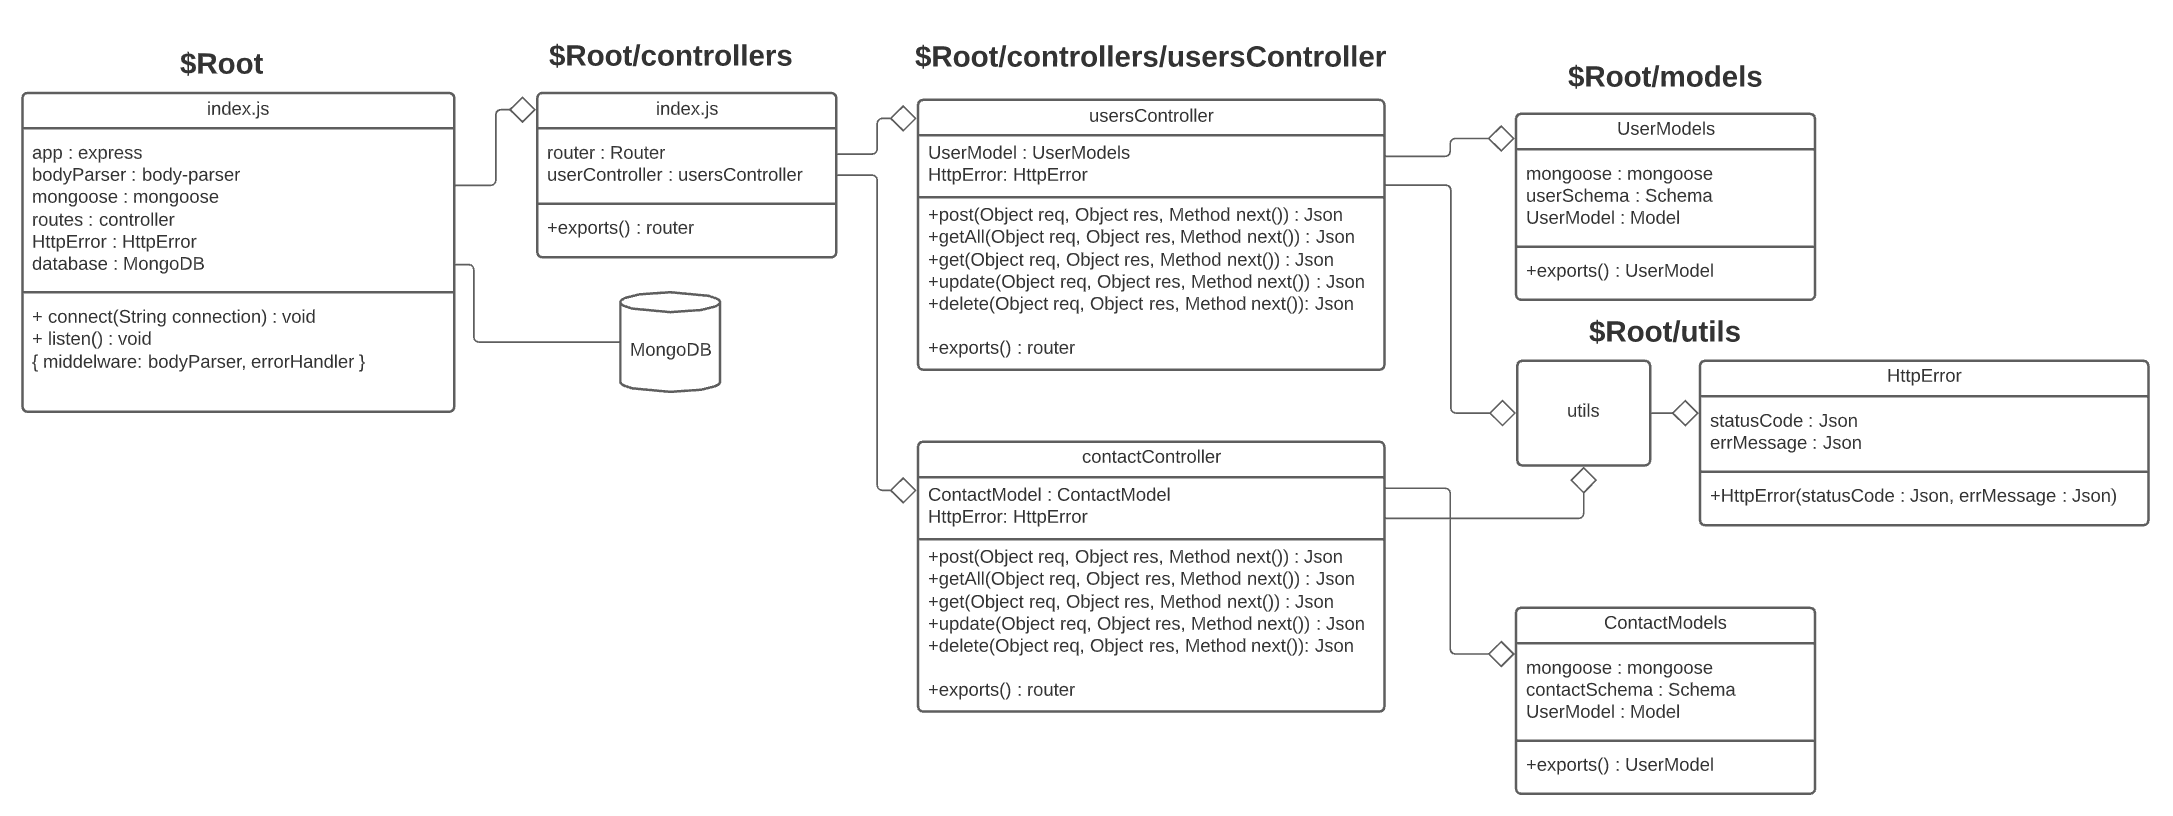 $Root
index.js
app : express
bodyParser : body-parser
mongoose : mongoose
routes : controller
HttpError : HttpError
database : MongoDB
+ connect(String connection) : void
+ listen() : void
{ middelware: bodyParser, errorHandler }
$Root/controllers
index.js
router : Router
userController : usersController
+exports() : router
MongoDB
$Root/controllers/usersController
usersController
UserModel : UserModels
HttpError: HttpError
+post(Object req, Object res, Method next()) : Json
+getAll(Object req, Object res, Method next()) : Json
+get(Object req, Object res, Method next()) : Json
+update(Object req, Object res, Method next()) : Json
+delete(Object req, Object res, Method next()): Json
+exports() : router
contactController
ContactModel : ContactModel
HttpError: HttpError
+post(Object req, Object res, Method next()) : Json
+getAll(Object req, Object res, Method next()) : Json
+get(Object req, Object res, Method next()) : Json
+update(Object req, Object res, Method next()) : Json
+delete(Object req, Object res, Method next()): Json
+exports() : router
$Root/models
UserModels
mongoose : mongoose
userSchema : Schema
UserModel : Model
+exports() : UserModel
$Root/utils
utils
HttpError
statusCode : Json
errMessage : Json
+HttpError(statusCode : Json, errMessage : Json)
ContactModels
mongoose : mongoose
contactSchema : Schema
UserModel : Model
+exports() : UserModel